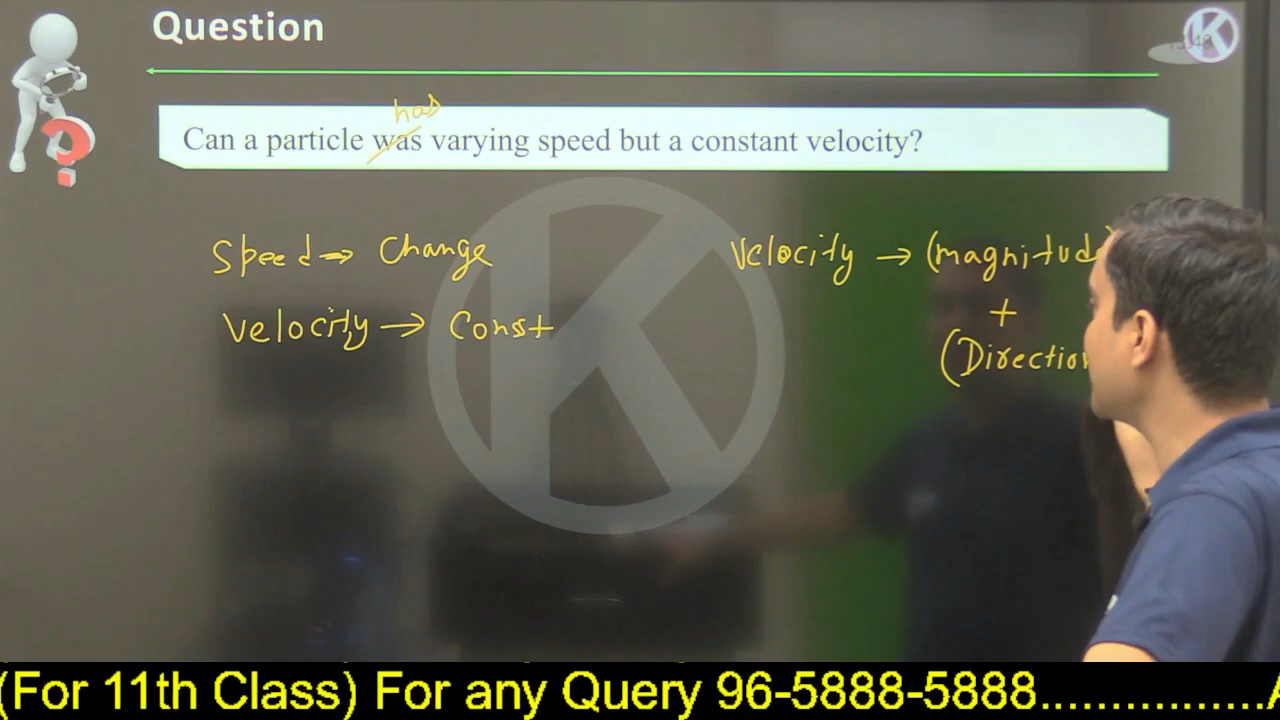 Question
has
Can a particle was varying speed but a constant velocity?
Speed → Change
Velocity → (magnitude)
+
Velocity → Const
(Direction
(For 11th Class) For any Query 96-5888-5888................A